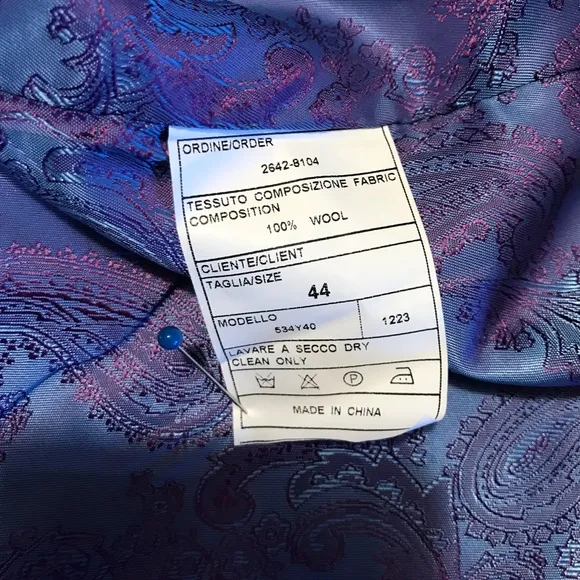 ORDINE/ORDER
2642-8104
TESSUTO COMPOSIZIONE FABRIC
COMPOSITION
100% WOOL
CLIENTE/CLIENT
TAGLIA/SIZE
44
MODELLO
534Y40
1223
LAVARE A SECCO DRY
CLEAN ONLY
P
MADE IN CHINA